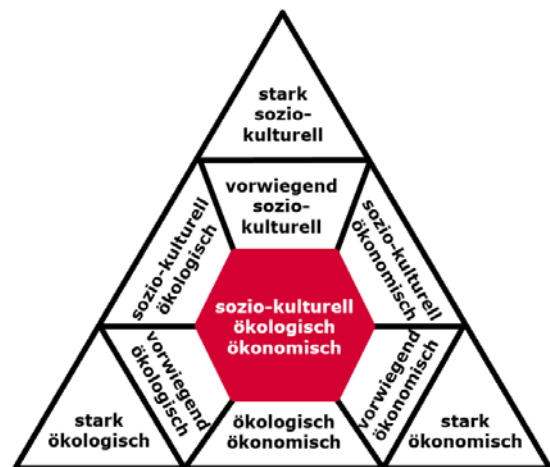 stark
sozio-
kulturell
vorwiegend
sozio-
kulturell
sozio-kulturell
ökologisch
sozio-kulturell
ökonomisch
sozio-kulturell
ökologisch
ökonomisch
vorwiegend
ökologisch
vorwiegend
ökonomisch
stark
ökologisch
ökologisch
ökonomisch
stark
ökonomisch